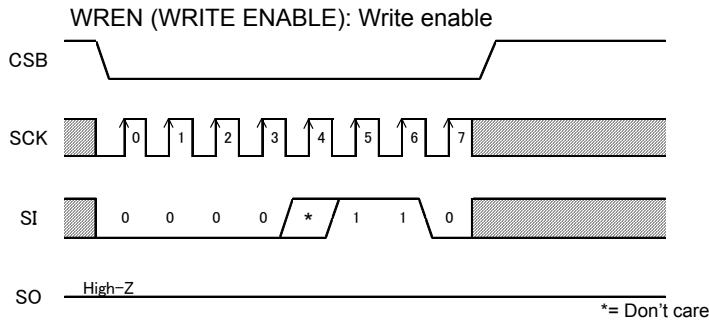 WREN (WRITE ENABLE): Write enable
CSB
SCK 0 1 2 3 4 5 6 7
SI 0 0 0 0 * 1 1 0
SO High-Z
*= Don't care